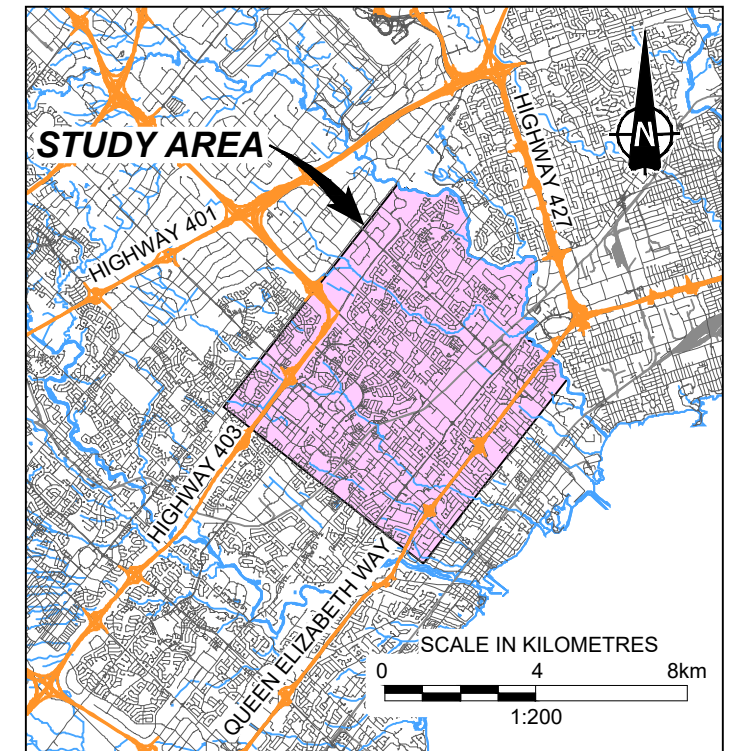 STUDY AREA
HIGHWAY 427
N
HIGHWAY 401
HIGHWAY 403
QUEEN ELIZABETH WAY
SCALE IN KILOMETRES
0 4 8km
1:200